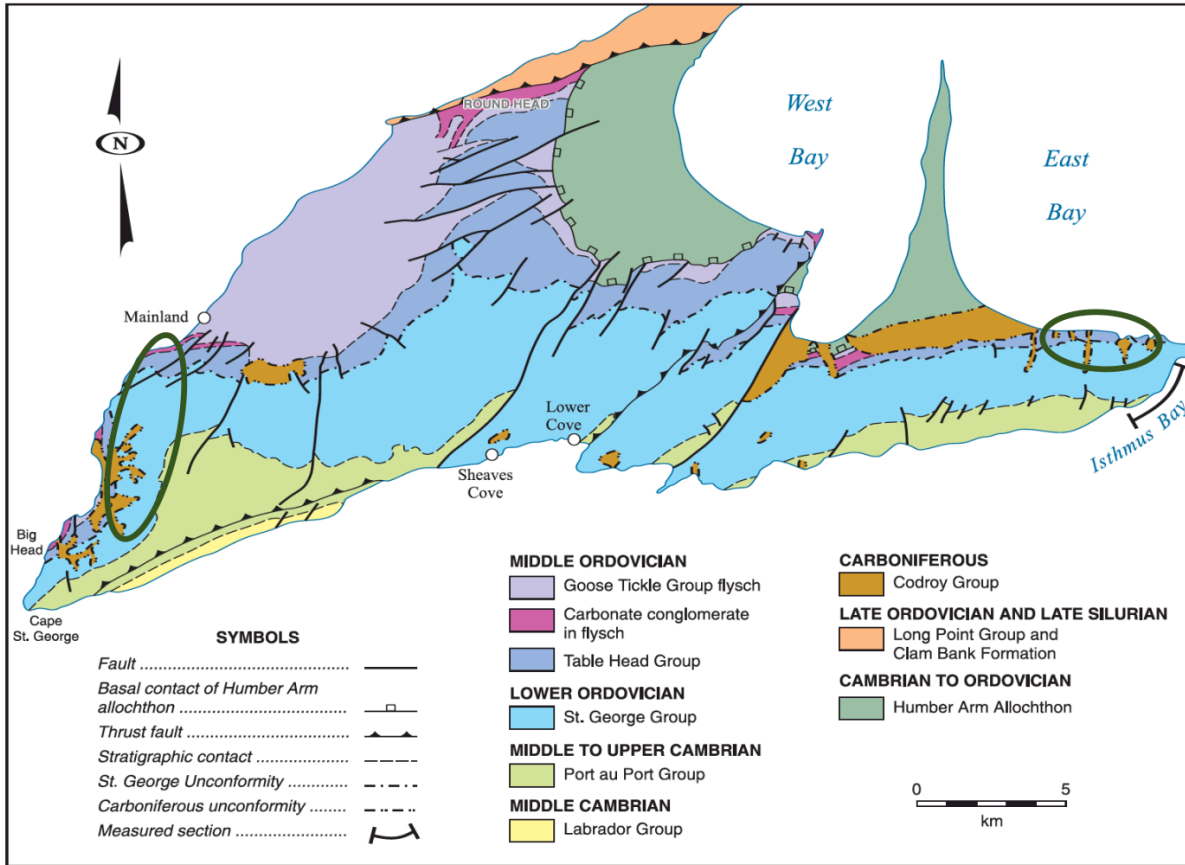 ROUND HEAD
West
Bay
East
Bay
N
Mainland
Lower
Cove
Sheaves
Cove
Isthmus Bay
Big
Head
Cape
St. George
SYMBOLS
Fault
Basal contact of Humber Arm
allochthon
Thrust fault
Stratigraphic contact
St. George Unconformity
Carboniferous unconformity
Measured section
MIDDLE ORDOVICIAN
Goose Tickle Group flysch
Carbonate conglomerate
in flysch
Table Head Group
LOWER ORDOVICIAN
St. George Group
MIDDLE TO UPPER CAMBRIAN
Port au Port Group
MIDDLE CAMBRIAN
Labrador Group
CARBONIFEROUS
Codroy Group
LATE ORDOVICIAN AND LATE SILURIAN
Long Point Group and
Clam Bank Formation
CAMBRIAN TO ORDOVICIAN
Humber Arm Allochthon
0 5
km